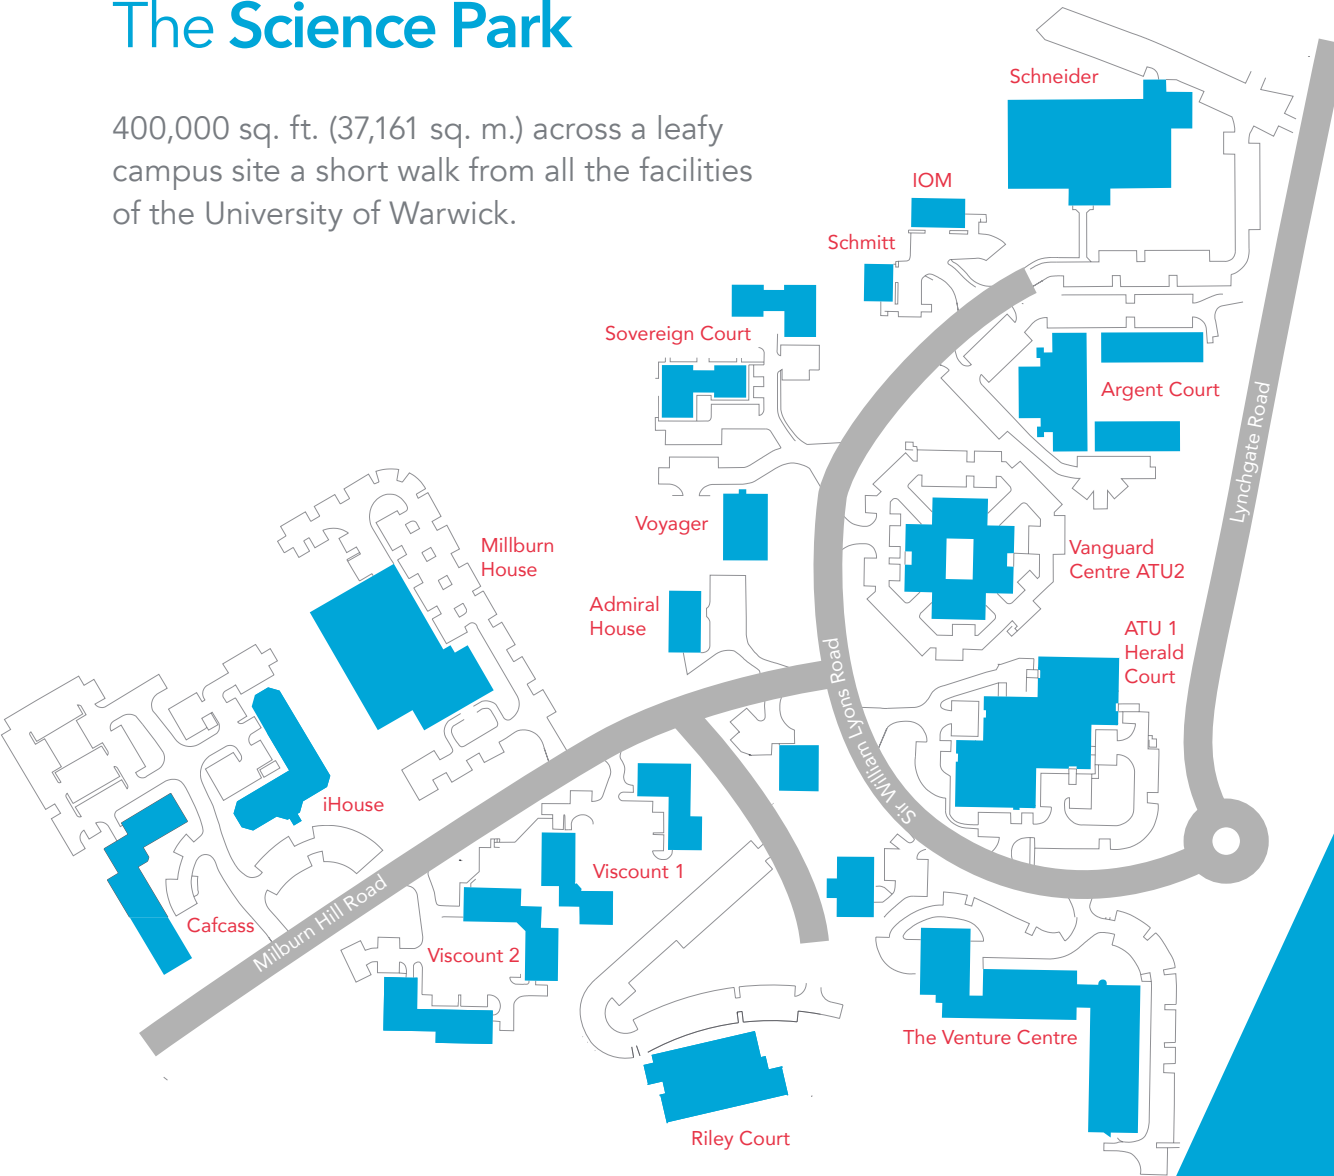 The Science Park
400,000 sq. ft. (37,161 sq. m.) across a leafy
campus site a short walk from all the facilities
of the University of Warwick.
Schneider
IOM
Schmitt
Sovereign Court
Argent Court
Lynchgate Road
Voyager
Millburn
House
Vanguard
Centre ATU2
Admiral
House
ATU 1
Herald
Court
Sir William Lyons Road
iHouse
Viscount 1
Milburn Hill Road
Cafcass
Viscount 2
The Venture Centre
Riley Court